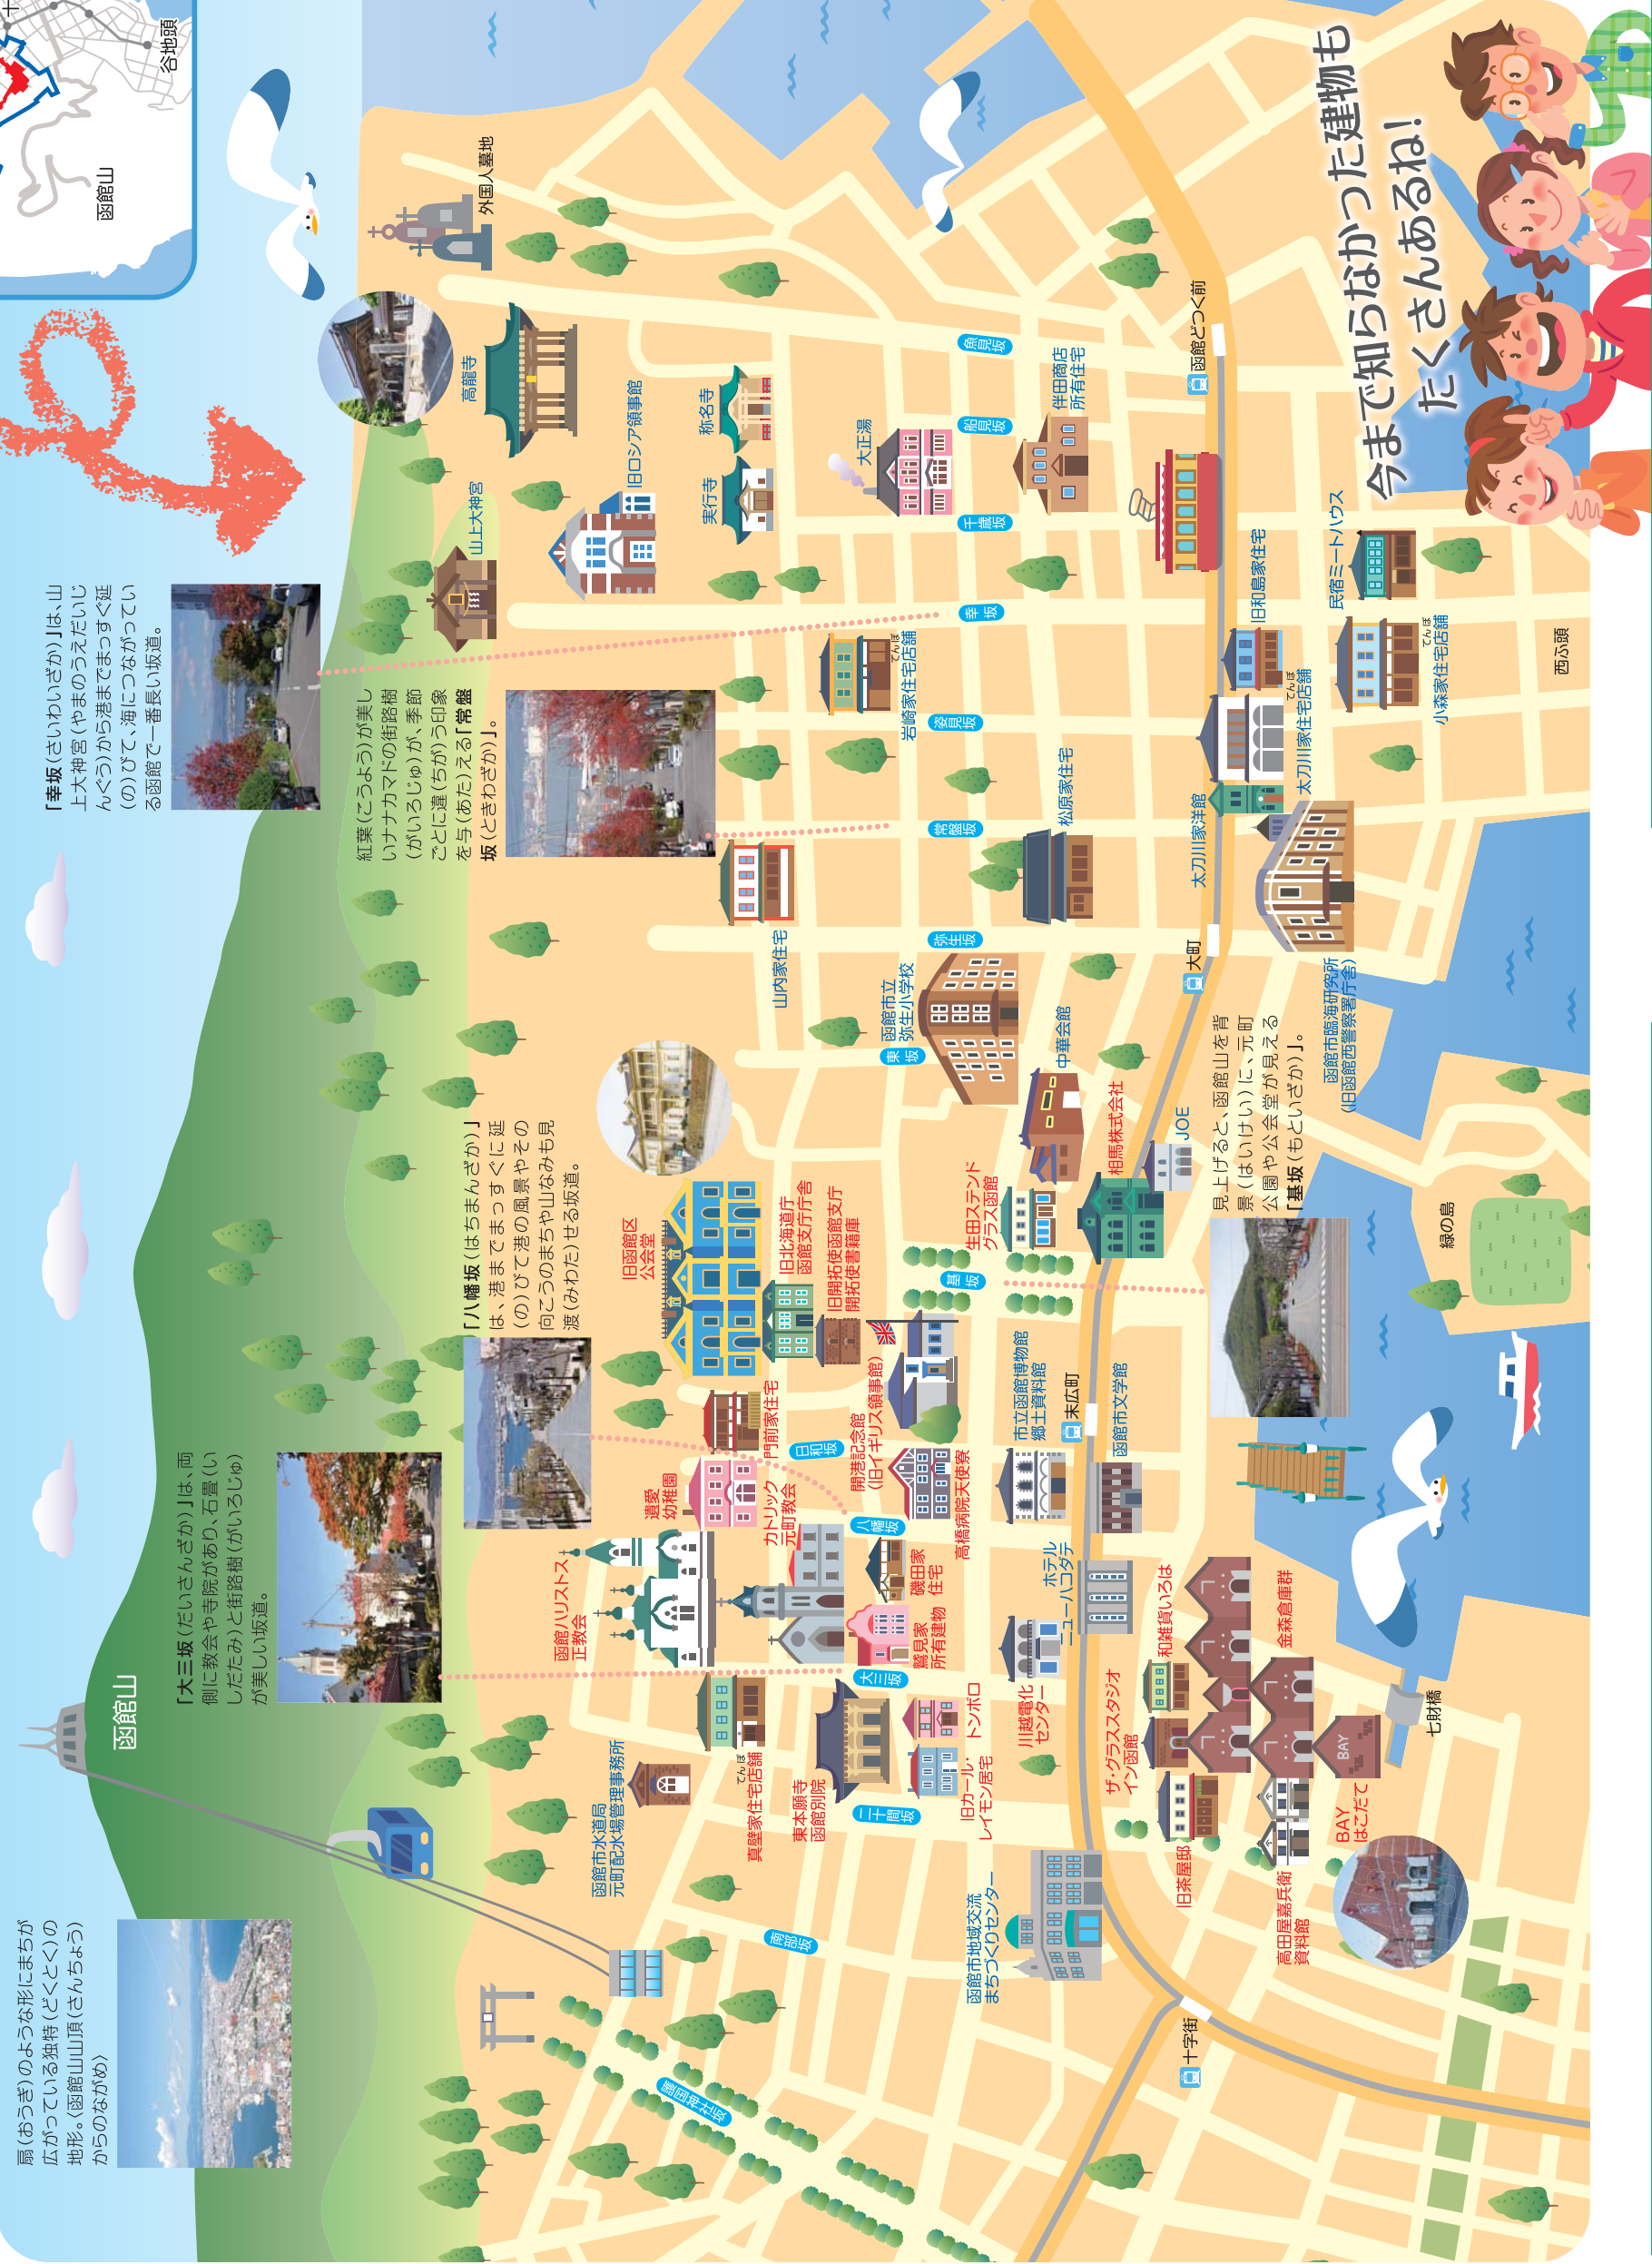 扇(おうぎ)のような形にまちが
広がっている独特(どくとく)の
地形。〈函館山山頂(さんちょう)
からのながめ〉
函館山
「大三坂(だいさんざか)」は、両
側に教会や寺院があり、石畳(い
しだたみ)と街路樹(がいろじゅ)
が美しい坂道。
「八幡坂(はちまんざか)」
は、港までまっすぐに延
(の)びて港の風景やその
向こうのまちや山なみも見
渡(みわた)せる坂道。
「幸坂(さいわいざか)」は、山
上大神宮(やまのうえだいじ
んぐう)から港までまっすぐ延
(の)びて、海につながってい
る函館で一番長い坂道。
紅葉(こうよう)が美し
いナナカマドの街路樹
(がいろじゅ)が、季節
ごとに違(ちが)う印象
を与(あた)える「常盤
坂(ときわざか)」。
函館山
谷地頭
十
外国人墓地
高龍寺
山上大神宮
旧ロシア領事館
称名寺
実行寺
大正湯
魚見坂
船見坂
千歳坂
幸坂
姿見坂
常盤坂
弥生坂
東坂
基坂
日和坂
八幡坂
大三坂
二十間坂
南部坂
護国神社坂
伴田商店
所有住宅
函館どつく前
岩崎家住宅店舗
てんぽ
松原家住宅
山内家住宅
函館市立
弥生小学校
中華会館
相馬株式会社
JOE
大町
旧和島家住宅
民宿ミートハウス
小森家住宅店舗
てんぽ
太刀川家住宅店舗
てんぽ
太刀川家洋館
西ふ頭
函館市臨海研究所
(旧函館西警察署庁舎)
見上げると、函館山を背
景(はいけい)に、元町
公園や公会堂が見える
「基坂(もといざか)」。
緑の島
旧函館区
公会堂
旧北海道庁
函館支庁庁舎
旧開拓使函館支庁
開拓使書籍庫
生田ステンド
グラス函館
門前家住宅
遺愛
幼稚園
開港記念館
(旧イギリス領事館)
カトリック
元町教会
高橋病院天使寮
函館ハリストス
正教会
磯田家
住宅
鷲見家
所有建物
市立函館博物館
郷土資料館
末広町
函館市文学館
ホテル
ニューハコダテ
川越電化
センター
真壁家住宅店舗
てんぽ
函館市水道局
元町配水場管理事務所
東本願寺
函館別院
トンボロ
旧カール・
レイモン居宅
和雑貨いろは
金森倉庫群
ザ・グラススタジオ
イン函館
七財橋
BAY
BAY
はこだて
旧茶屋邸
高田屋嘉兵衛
資料館
函館市地域交流
まちづくりセンター
十字街
今まで知らなかった建物も
たくさんあるね!